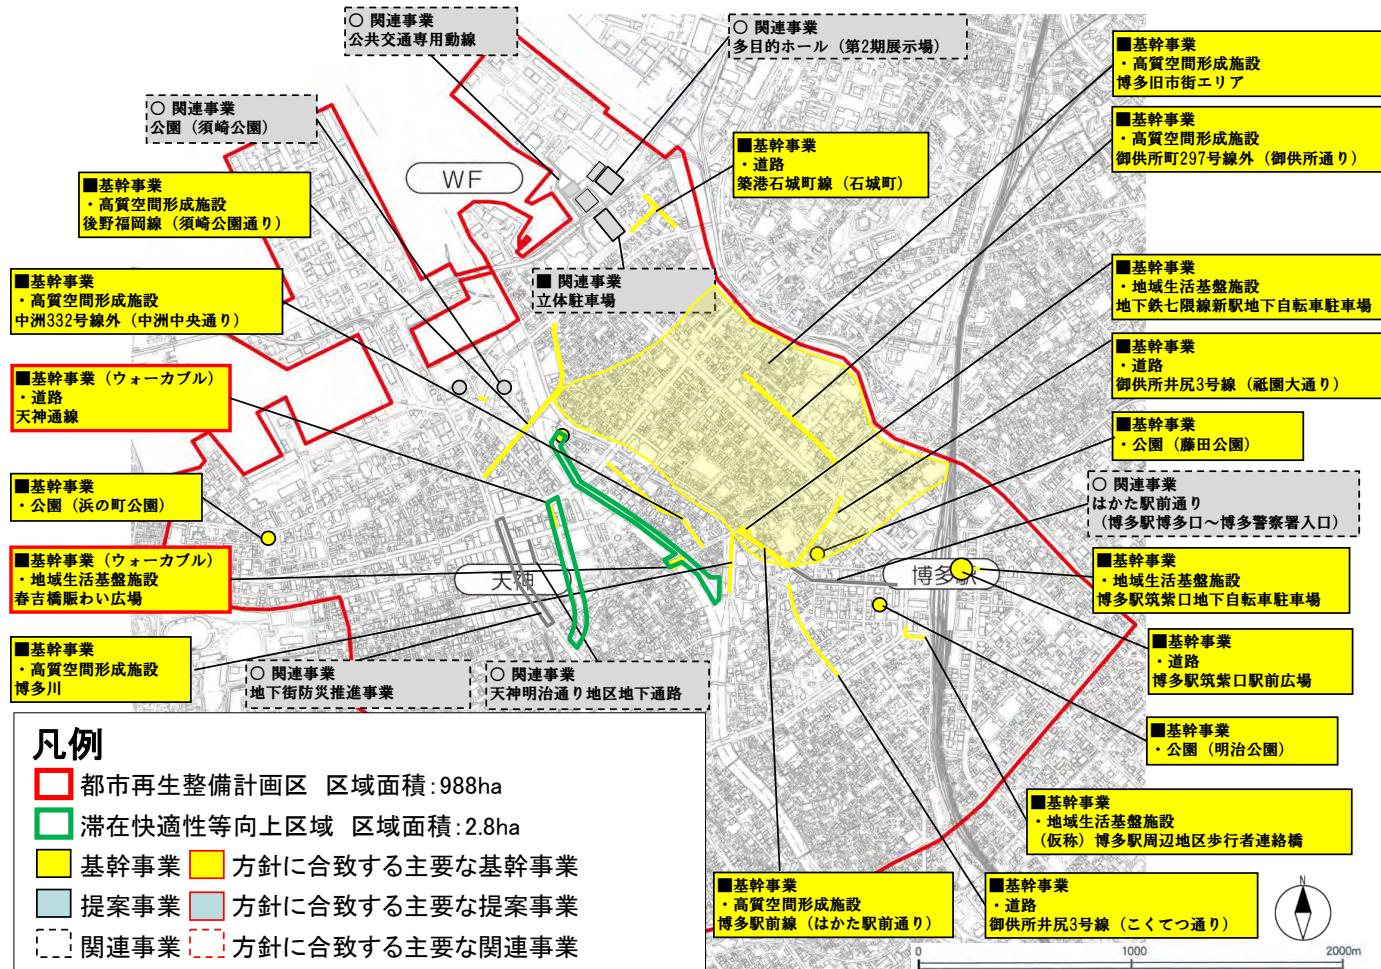 ○ 関連事業
公共交通専用動線
○ 関連事業
多目的ホール（第2期展示場）
■基幹事業
・高質空間形成施設
博多旧市街エリア
○ 関連事業
公園（須崎公園）
■基幹事業
・高質空間形成施設
御供所町297号線外（御供所通り）
■基幹事業
・道路
築港石城町線（石城町）
WF
■基幹事業
・高質空間形成施設
後野福岡線（須崎公園通り）
■基幹事業
・地域生活基盤施設
地下鉄七隈線新駅地下自転車駐車場
■基幹事業
・高質空間形成施設
中洲332号線外（中洲中央通り）
■ 関連事業
立体駐車場
■基幹事業
・道路
御供所井尻3号線（祇園大通り）
■基幹事業（ウォーカブル）
・道路
天神通線
■基幹事業
・公園（藤田公園）
■基幹事業
・公園（浜の町公園）
○ 関連事業
はかた駅前通り
（博多駅博多口～博多警察署入口）
■基幹事業（ウォーカブル）
・地域生活基盤施設
春吉橋賑わい広場
天神
博多駅
■基幹事業
・地域生活基盤施設
博多駅筑紫口地下自転車駐車場
■基幹事業
・高質空間形成施設
博多川
○ 関連事業
地下街防災推進事業
○ 関連事業
天神明治通り地区地下通路
■基幹事業
・道路
博多駅筑紫口駅前広場
■基幹事業
・公園（明治公園）
■基幹事業
・地域生活基盤施設
（仮称）博多駅周辺地区歩行者連絡橋
■基幹事業
・高質空間形成施設
博多駅前線（はかた駅前通り）
■基幹事業
・道路
御供所井尻3号線（こくてつ通り）
凡例
都市再生整備計画区 区域面積：988ha
滞在快適性等向上区域 区域面積：2.8ha
基幹事業 方針に合致する主要な基幹事業
提案事業 方針に合致する主要な提案事業
関連事業 方針に合致する主要な関連事業
N
0 1000 2000m